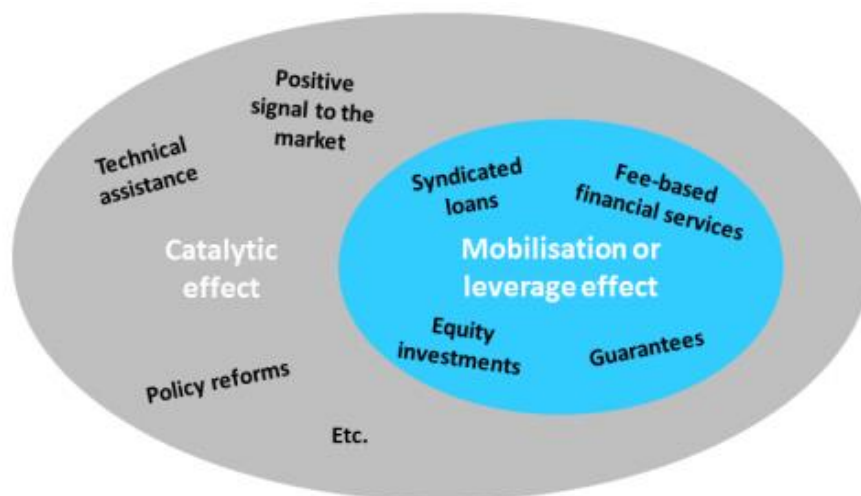 Positive
signal to the
market
Technical
assistance
Syndicated
loans
Fee-based
financial services
Catalytic
effect
Mobilisation or
leverage effect
Equity
investments
Guarantees
Policy reforms
Etc.